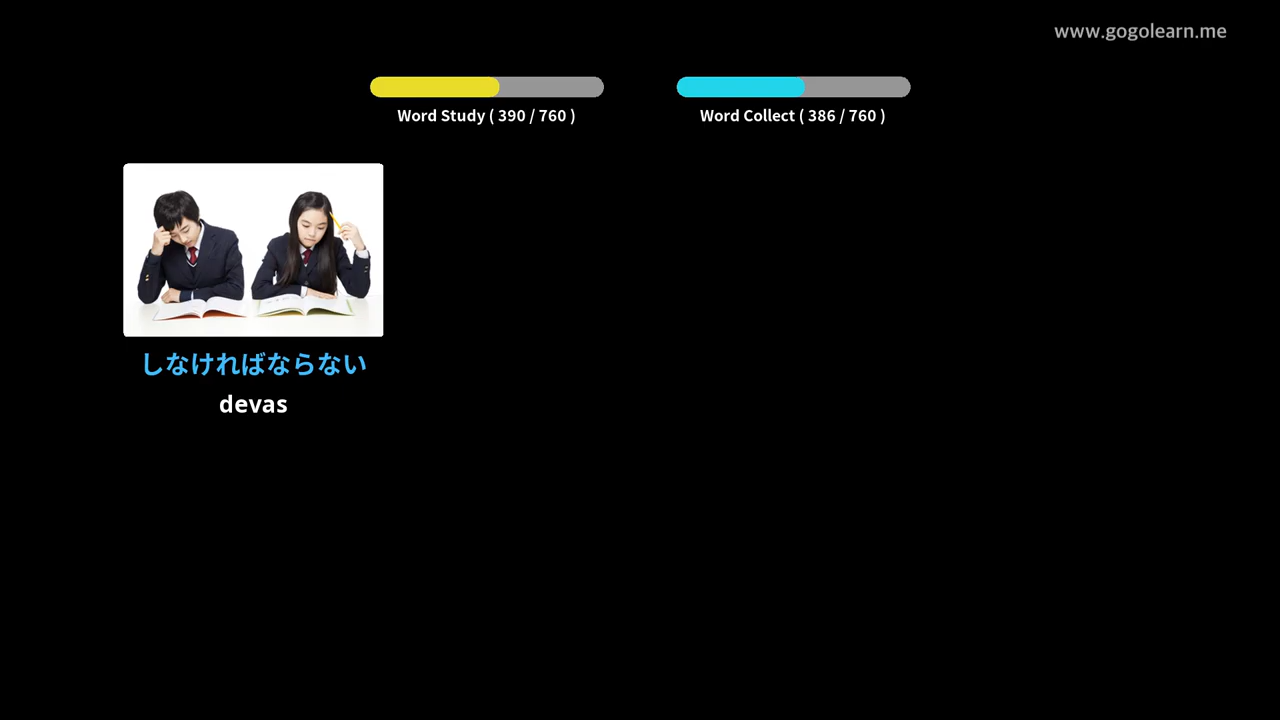 www.gogolearn.me
Word Study ( 390 / 760 )
Word Collect ( 386 / 760 )
しなければならない
devas